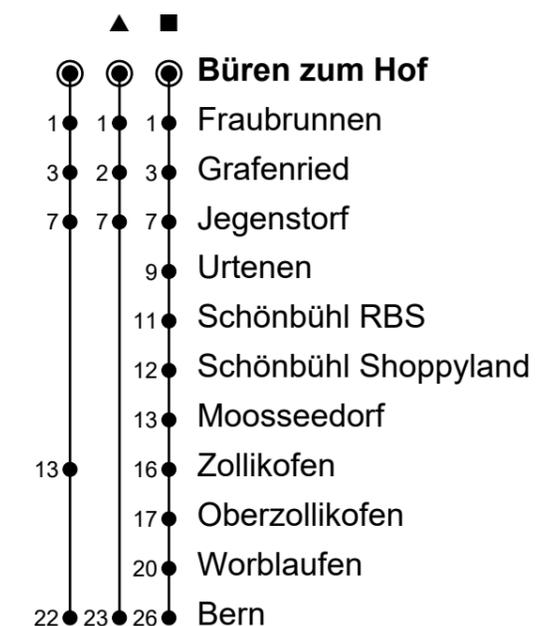 ▲ ■
Büren zum Hof
1 1 1 Fraubrunnen
3 2 3 Grafenried
7 7 7 Jegenstorf
9 Urtenen
11 Schönbühl RBS
12 Schönbühl Shoppyland
13 Moosseedorf
13 16 Zollikofen
17 Oberzollikofen
20 Worblaufen
22 23 26 Bern